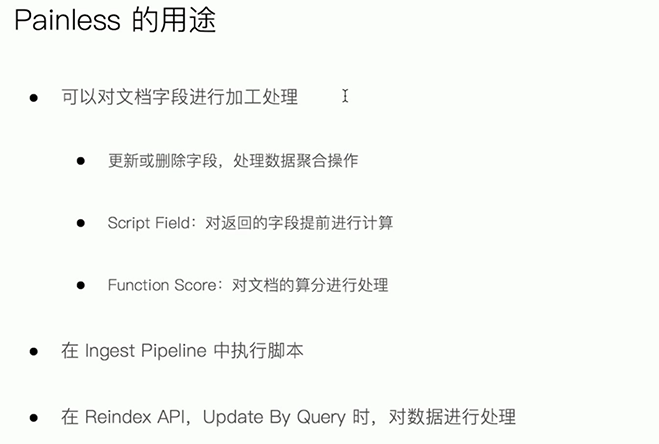 Painless 的用途
● 可以对文档字段进行加工处理
● 更新或删除字段，处理数据聚合操作
● Script Field：对返回的字段提前进行计算
● Function Score：对文档的算分进行处理
● 在 Ingest Pipeline 中执行脚本
● 在 Reindex API，Update By Query 时，对数据进行处理